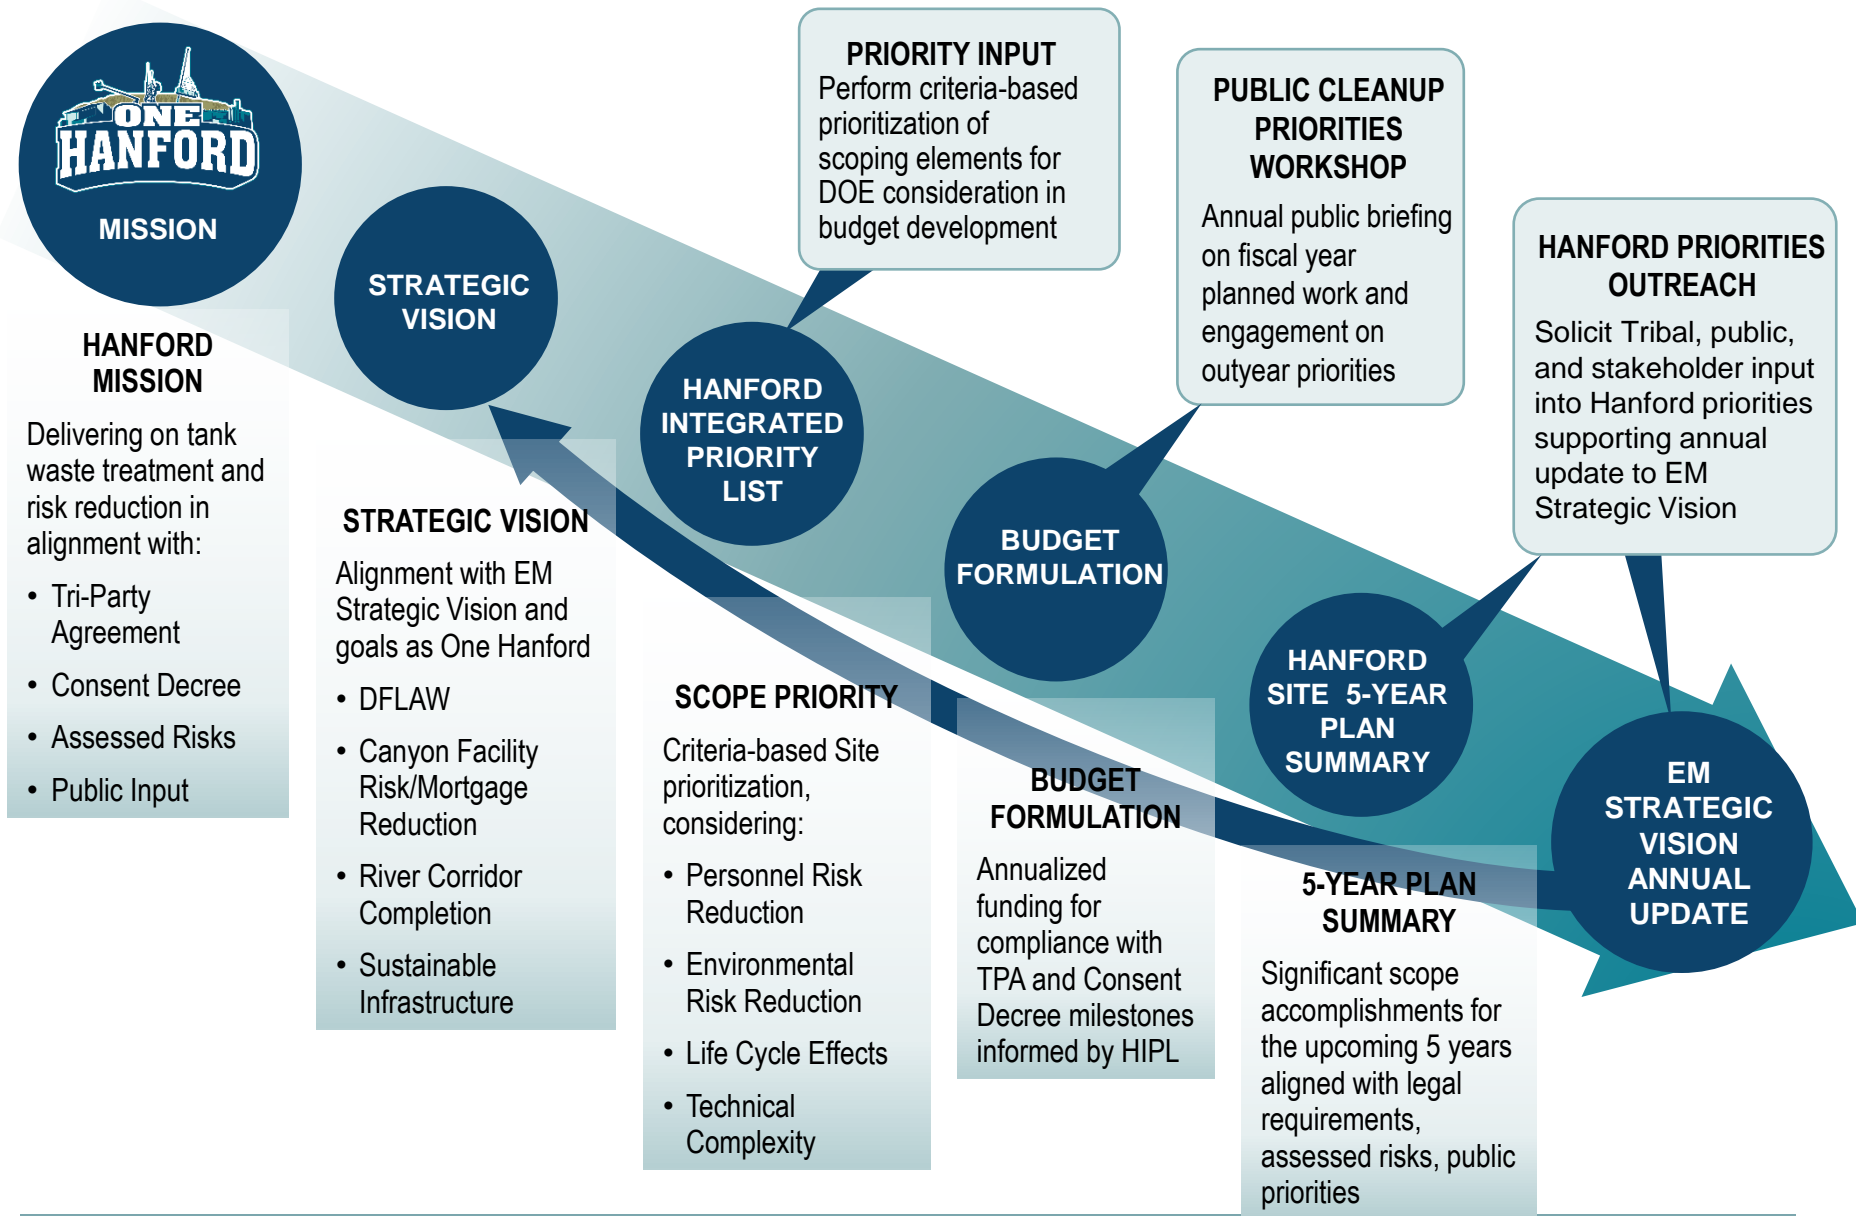 ONE
HANFORD
MISSION
HANFORD
MISSION
Delivering on tank
waste treatment and
risk reduction in
alignment with:
• Tri-Party
Agreement
• Consent Decree
• Assessed Risks
• Public Input
STRATEGIC
VISION
STRATEGIC VISION
Alignment with EM
Strategic Vision and
goals as One Hanford
• DFLAW
• Canyon Facility
Risk/Mortgage
Reduction
• River Corridor
Completion
• Sustainable
Infrastructure
PRIORITY INPUT
Perform criteria-based
prioritization of
scoping elements for
DOE consideration in
budget development
HANFORD
INTEGRATED
PRIORITY
LIST
SCOPE PRIORITY
Criteria-based Site
prioritization,
considering:
• Personnel Risk
Reduction
• Environmental
Risk Reduction
• Life Cycle Effects
• Technical
Complexity
PUBLIC CLEANUP
PRIORITIES
WORKSHOP
Annual public briefing
on fiscal year
planned work and
engagement on
outyear priorities
BUDGET
FORMULATION
BUDGET
FORMULATION
Annualized
funding for
compliance with
TPA and Consent
Decree milestones
informed by HIPL
HANFORD PRIORITIES
OUTREACH
Solicit Tribal, public,
and stakeholder input
into Hanford priorities
supporting annual
update to EM
Strategic Vision
HANFORD
SITE 5-YEAR
PLAN
SUMMARY
5-YEAR PLAN
SUMMARY
Significant scope
accomplishments for
the upcoming 5 years
aligned with legal
requirements,
assessed risks, public
priorities
EM
STRATEGIC
VISION
ANNUAL
UPDATE